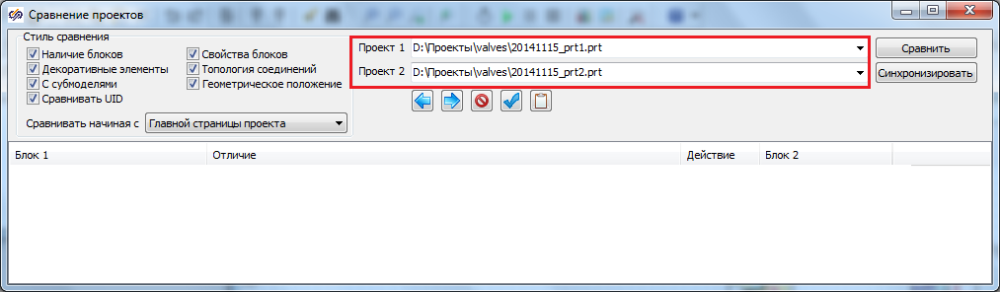 Сравнение проектов
Стиль сравнения
Наличие блоков
Свойства блоков
Декоративные элементы
Топология соединений
С субмоделями
Геометрическое положение
Сравнивать UID
Сравнивать начиная с Главной страницы проекта
Проект 1 D:\Проекты\valves\20141115_prt1.prt
Проект 2 D:\Проекты\valves\20141115_prt2.prt
Сравнить
Синхронизировать
Блок 1 Отличие Действие Блок 2